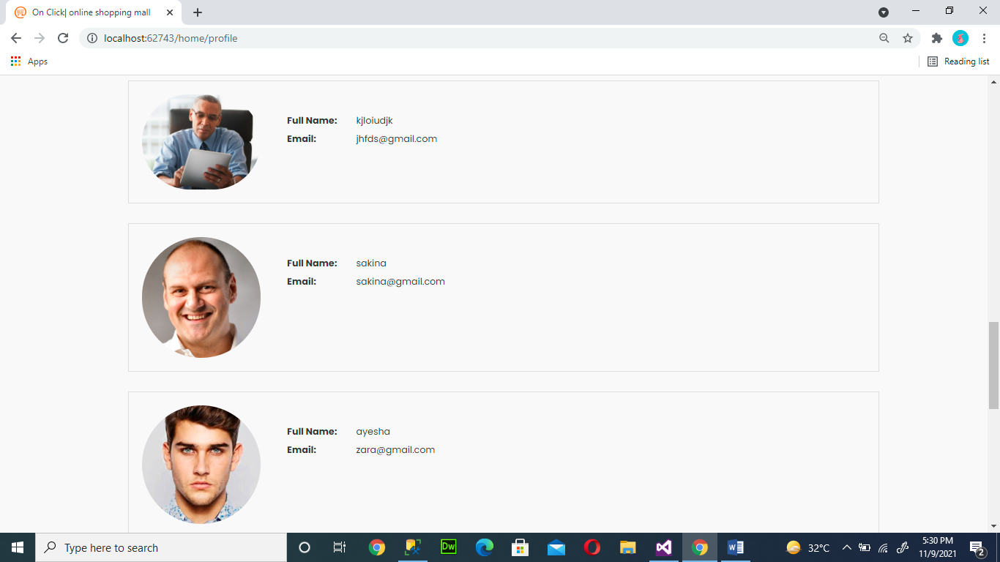 On Click| online shopping mall
localhost:62743/home/profile
Apps
Reading list
Full Name: kjloiudjk
Email: jhfds@gmail.com
Full Name: sakina
Email: sakina@gmail.com
Full Name: ayesha
Email: zara@gmail.com
Type here to search
Dw
32°C
5:30 PM
11/9/2021
2